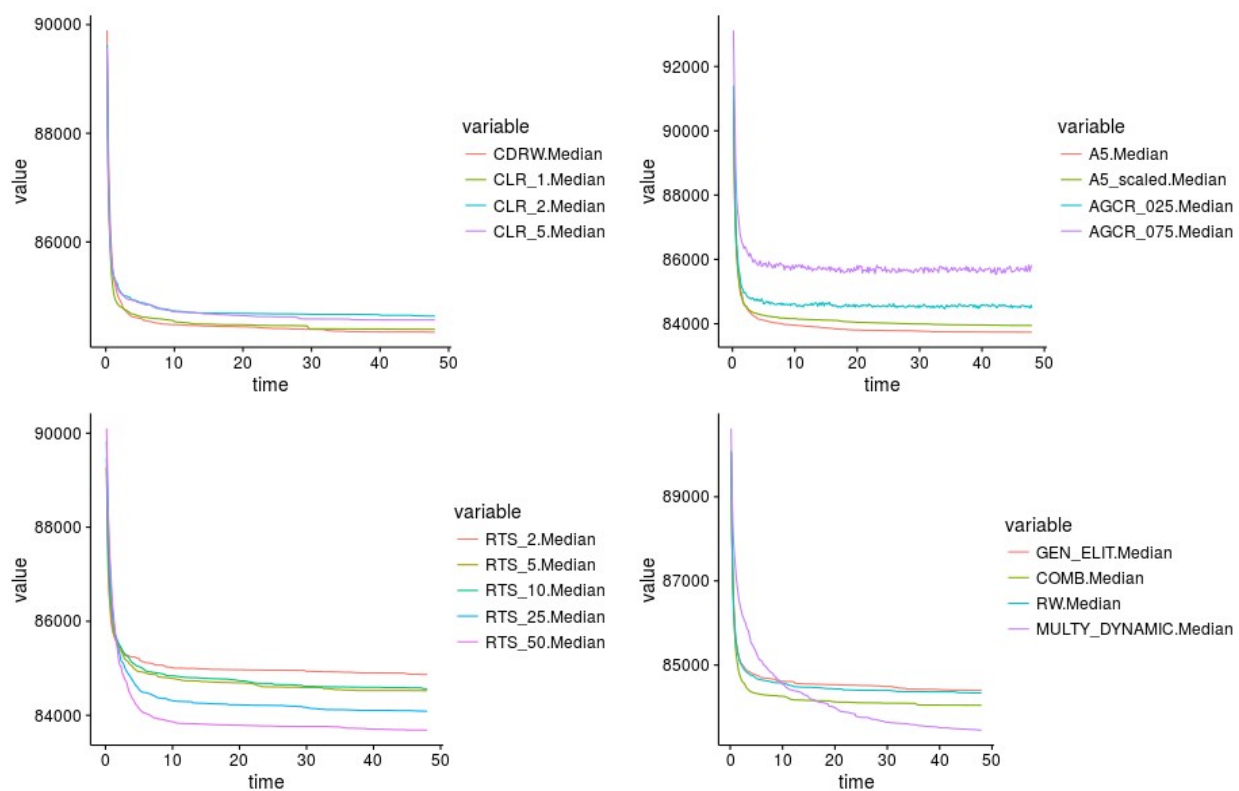 90000
88000
86000
value
0
10
20
30
40
50
time
variable
CDRW.Median
CLR_1.Median
CLR_2.Median
CLR_5.Median
92000
90000
88000
86000
84000
value
0
10
20
30
40
50
time
variable
A5.Median
A5_scaled.Median
AGCR_025.Median
AGCR_075.Median
90000
88000
86000
84000
value
0
10
20
30
40
50
time
variable
RTS_2.Median
RTS_5.Median
RTS_10.Median
RTS_25.Median
RTS_50.Median
89000
87000
85000
value
0
10
20
30
40
50
time
variable
GEN_ELIT.Median
COMB.Median
RW.Median
MULTY_DYNAMIC.Median